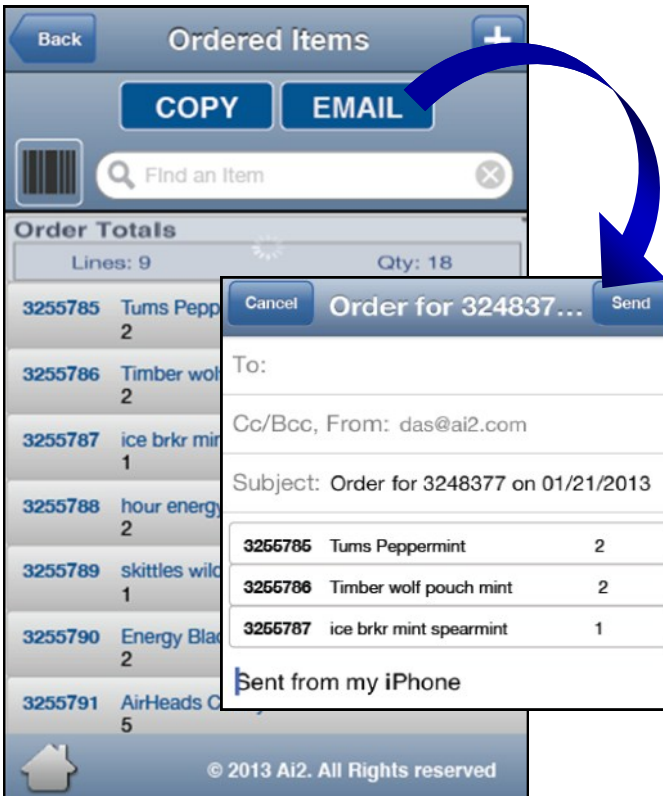 Back Ordered Items +
COPY EMAIL
FInd an Item
Order Totals
Lines: 9 Qty: 18
3255785 Tums Pepp
2
3255786 Timber wol
2
3255787 ice brkr min
1
3255788 hour energy
2
3255789 skittles wild
1
3255790 Energy Blac
2
3255791 AirHeads C
5
© 2013 Ai2. All Rights reserved
Cancel Order for 324837... Send
To:
Cc/Bcc, From: das@ai2.com
Subject: Order for 3248377 on 01/21/2013
3255785 Tums Peppermint 2
3255786 Timber wolf pouch mint 2
3255787 ice brkr mint spearmint 1
Sent from my iPhone